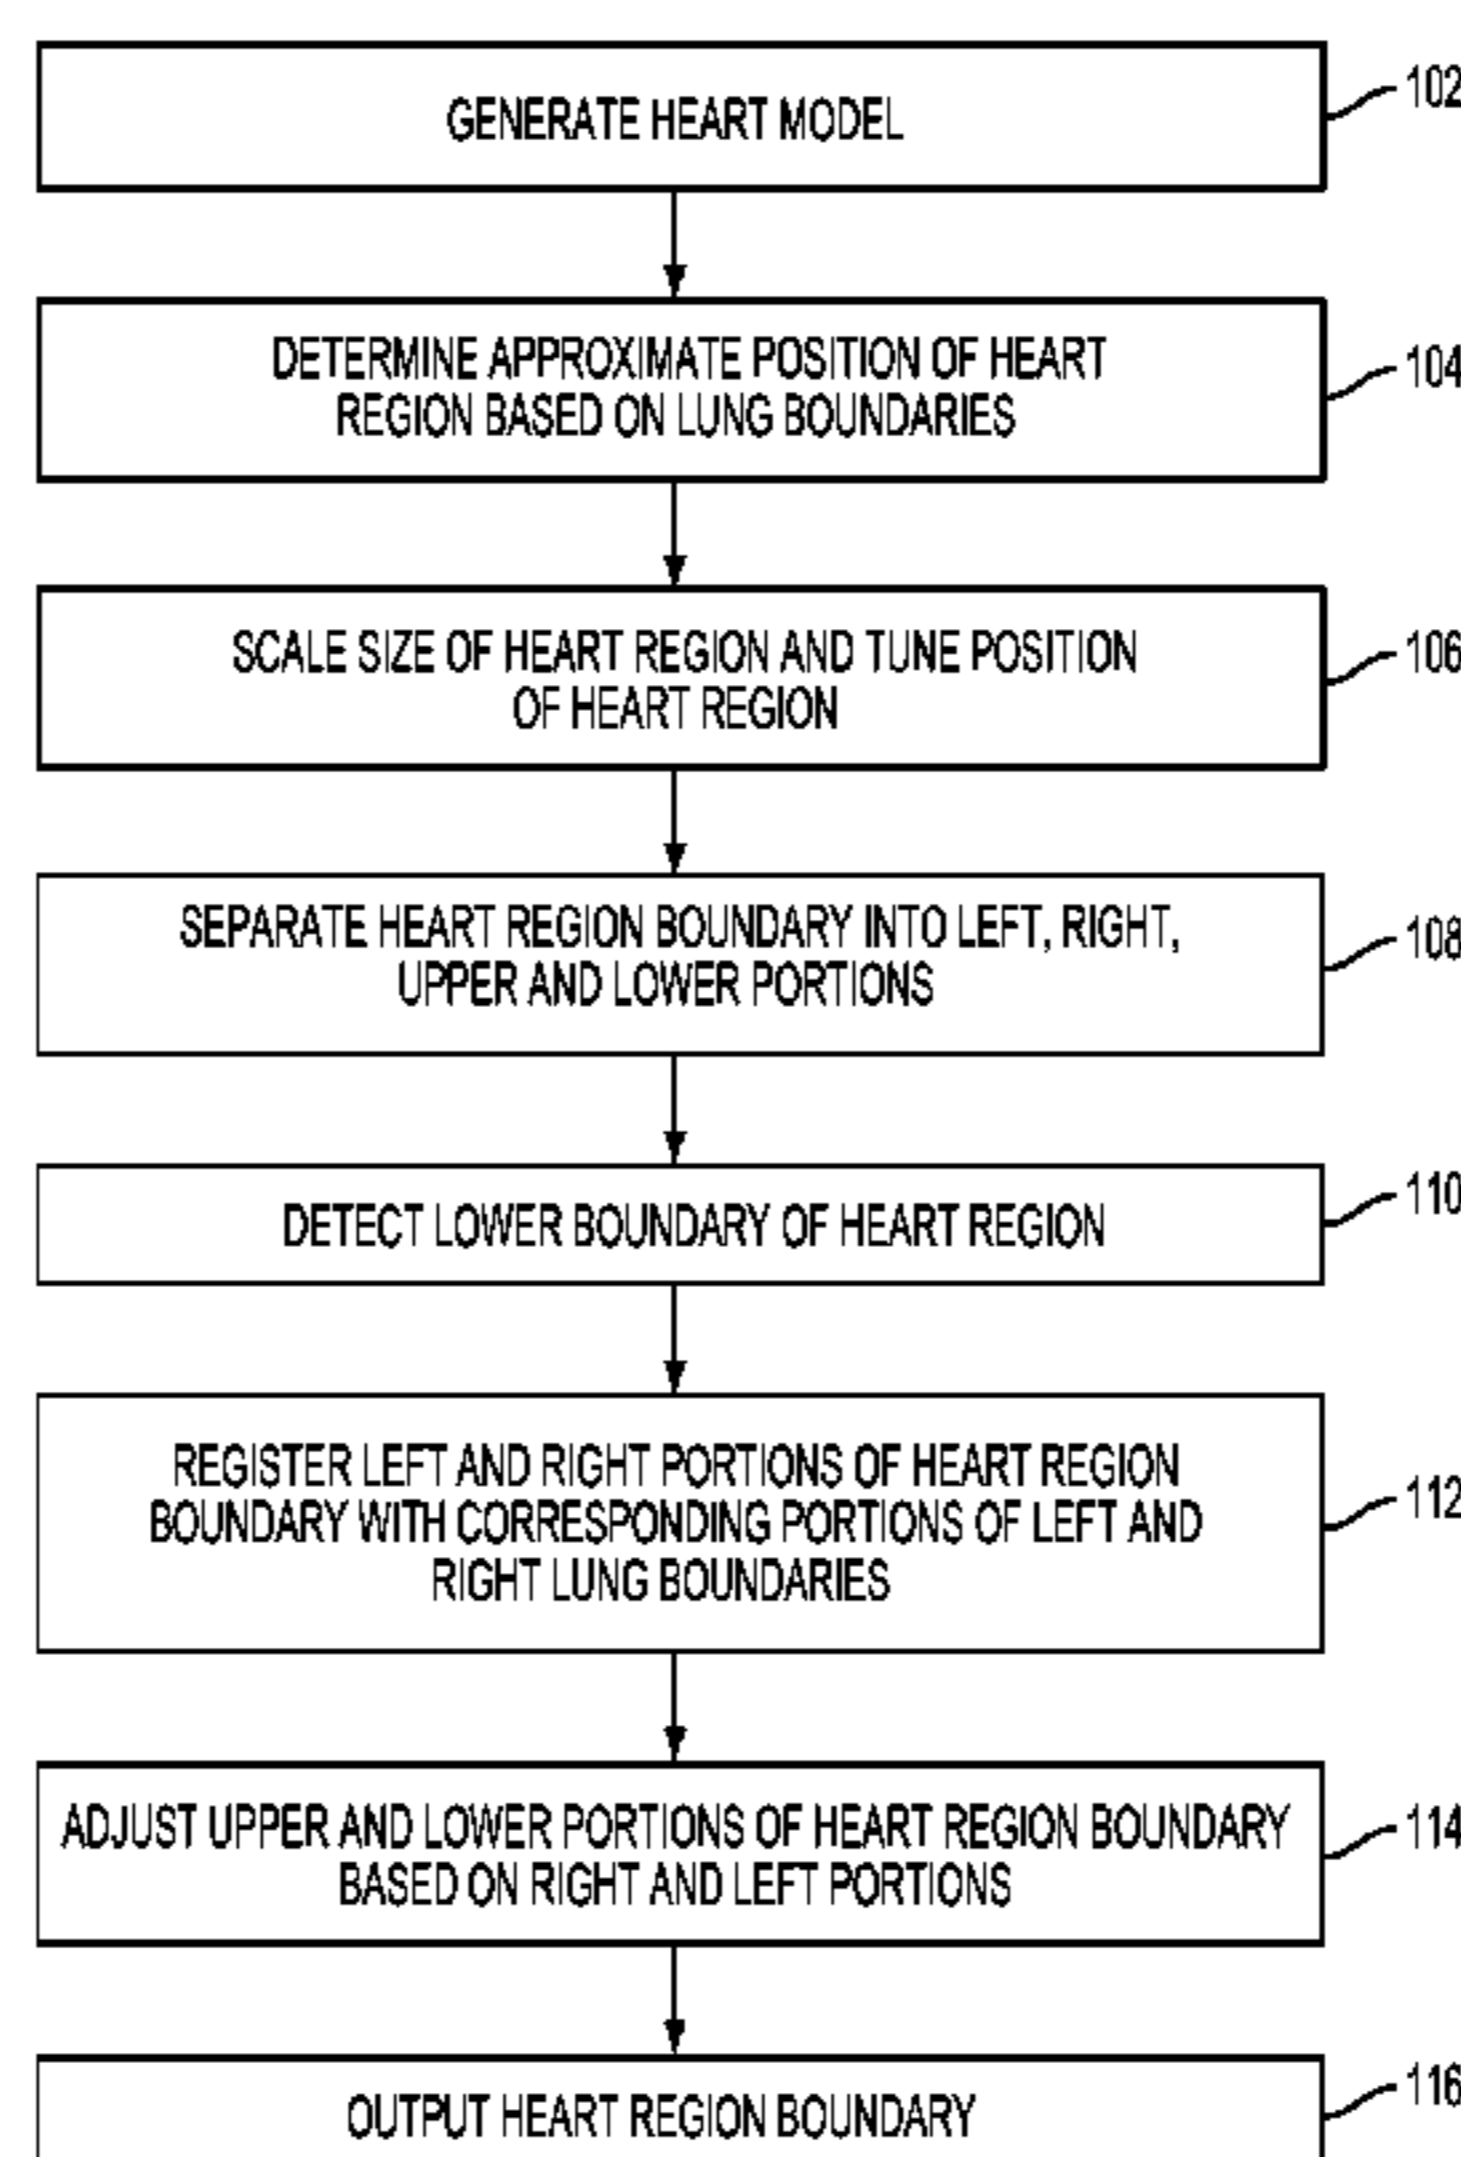 GENERATE HEART MODEL
102
DETERMINE APPROXIMATE POSITION OF HEART
REGION BASED ON LUNG BOUNDARIES
104
SCALE SIZE OF HEART REGION AND TUNE POSITION
OF HEART REGION
106
SEPARATE HEART REGION BOUNDARY INTO LEFT, RIGHT,
UPPER AND LOWER PORTIONS
108
DETECT LOWER BOUNDARY OF HEART REGION
110
REGISTER LEFT AND RIGHT PORTIONS OF HEART REGION
BOUNDARY WITH CORRESPONDING PORTIONS OF LEFT AND
RIGHT LUNG BOUNDARIES
112
ADJUST UPPER AND LOWER PORTIONS OF HEART REGION BOUNDARY
BASED ON RIGHT AND LEFT PORTIONS
114
OUTPUT HEART REGION BOUNDARY
116